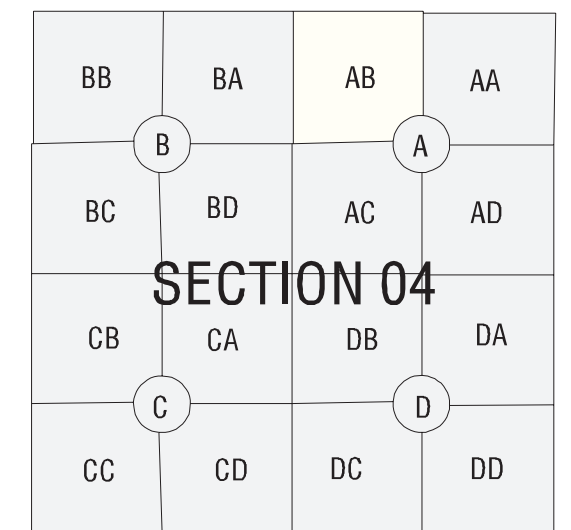 BB BA AB AA
B A
BC BD AC AD
SECTION 04
CB CA DB DA
C D
CC CD DC DD